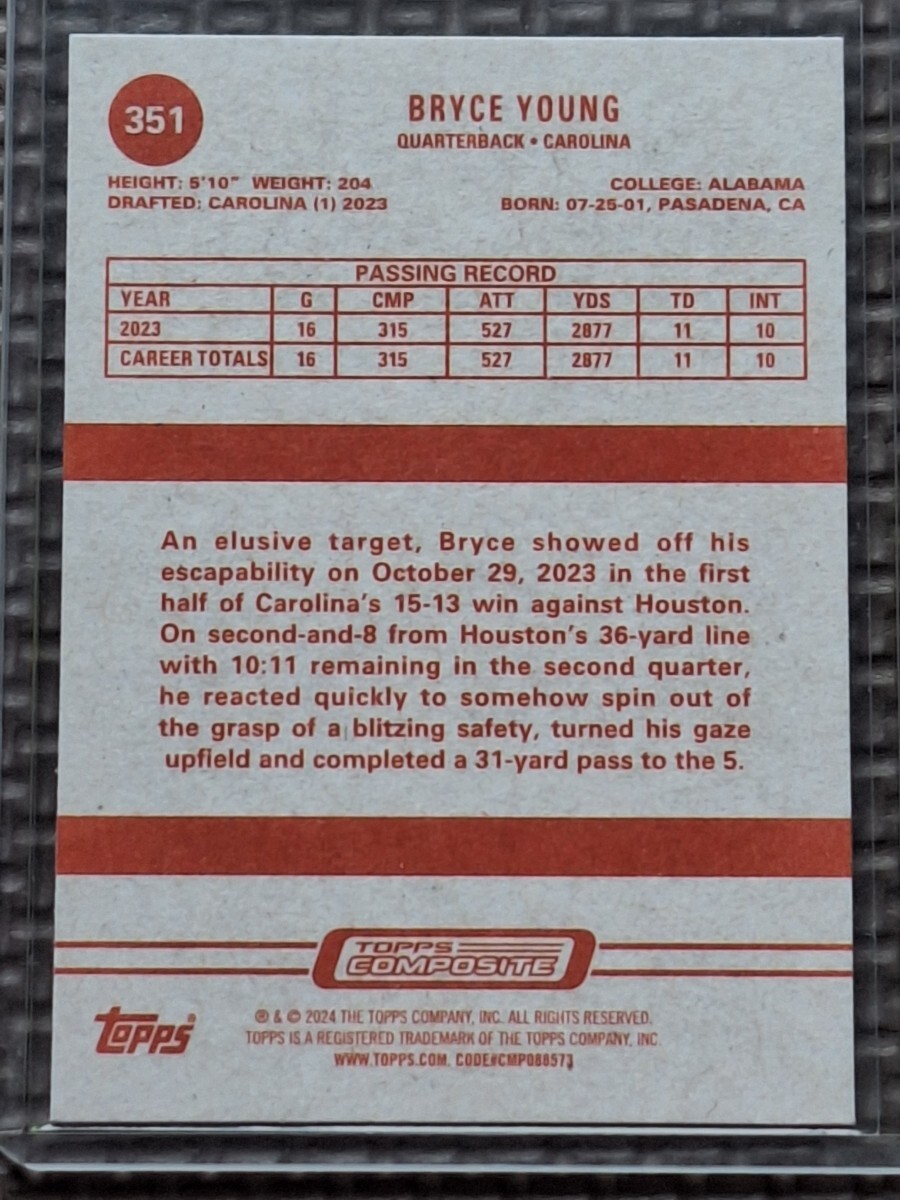 351
BRYCE YOUNG
QUARTERBACK • CAROLINA
HEIGHT: 5'10" WEIGHT: 204
DRAFTED: CAROLINA (1) 2023
COLLEGE: ALABAMA
BORN: 07-25-01, PASADENA, CA
PASSING RECORD
YEAR G CMP ATT YDS TD INT
2023 16 315 527 2877 11 10
CAREER TOTALS 16 315 527 2877 11 10
An elusive target, Bryce showed off his
escapability on October 29, 2023 in the first
half of Carolina's 15-13 win against Houston.
On second-and-8 from Houston's 36-yard line
with 10:11 remaining in the second quarter,
he reacted quickly to somehow spin out of
the grasp of a blitzing safety, turned his gaze
upfield and completed a 31-yard pass to the 5.
TOPPS
COMPOSITE
topps®
® & © 2024 THE TOPPS COMPANY, INC. ALL RIGHTS RESERVED.
TOPPS IS A REGISTERED TRADEMARK OF THE TOPPS COMPANY, INC.
WWW.TOPPS.COM. CODE#CMP088573